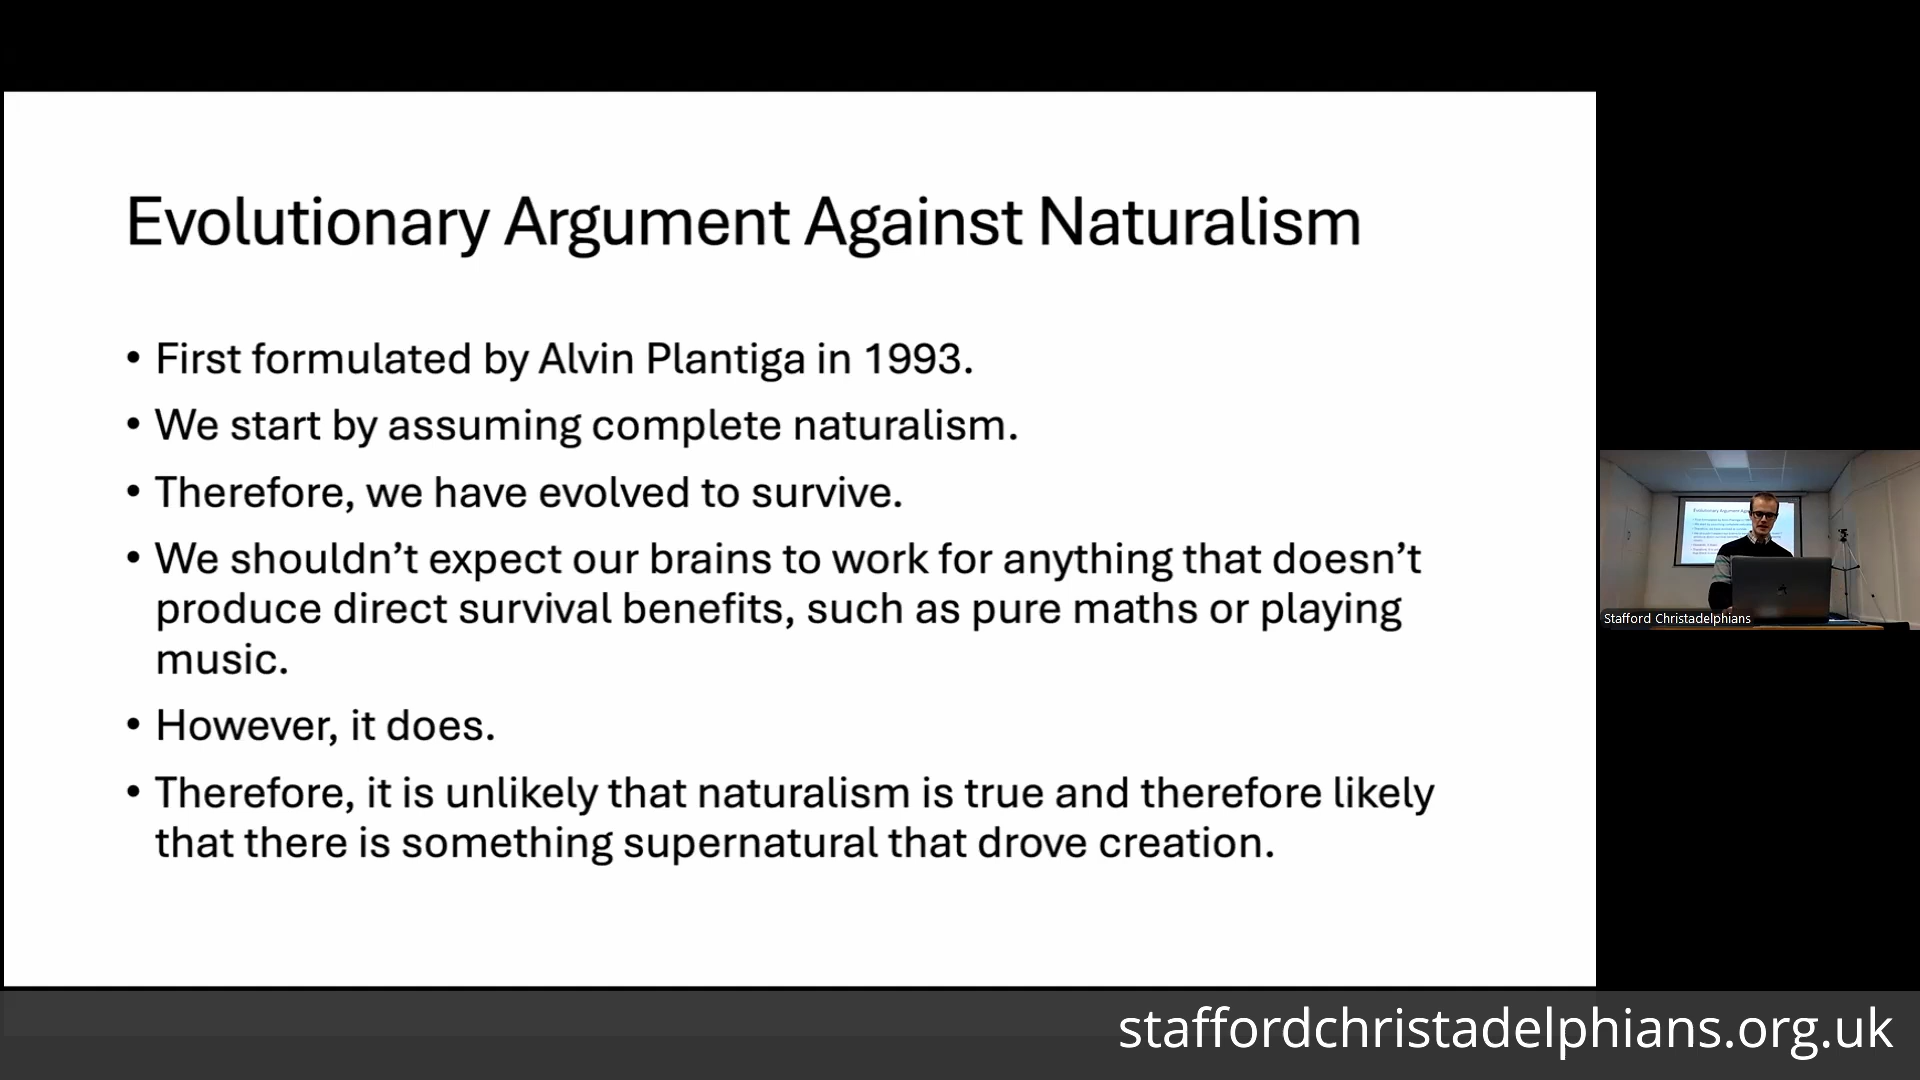 Evolutionary Argument Against Naturalism
• First formulated by Alvin Plantiga in 1993.
• We start by assuming complete naturalism.
• Therefore, we have evolved to survive.
• We shouldn’t expect our brains to work for anything that doesn’t
produce direct survival benefits, such as pure maths or playing
music.
• However, it does.
• Therefore, it is unlikely that naturalism is true and therefore likely
that there is something supernatural that drove creation.
Stafford Christadelphians
staffordchristadelphians.org.uk